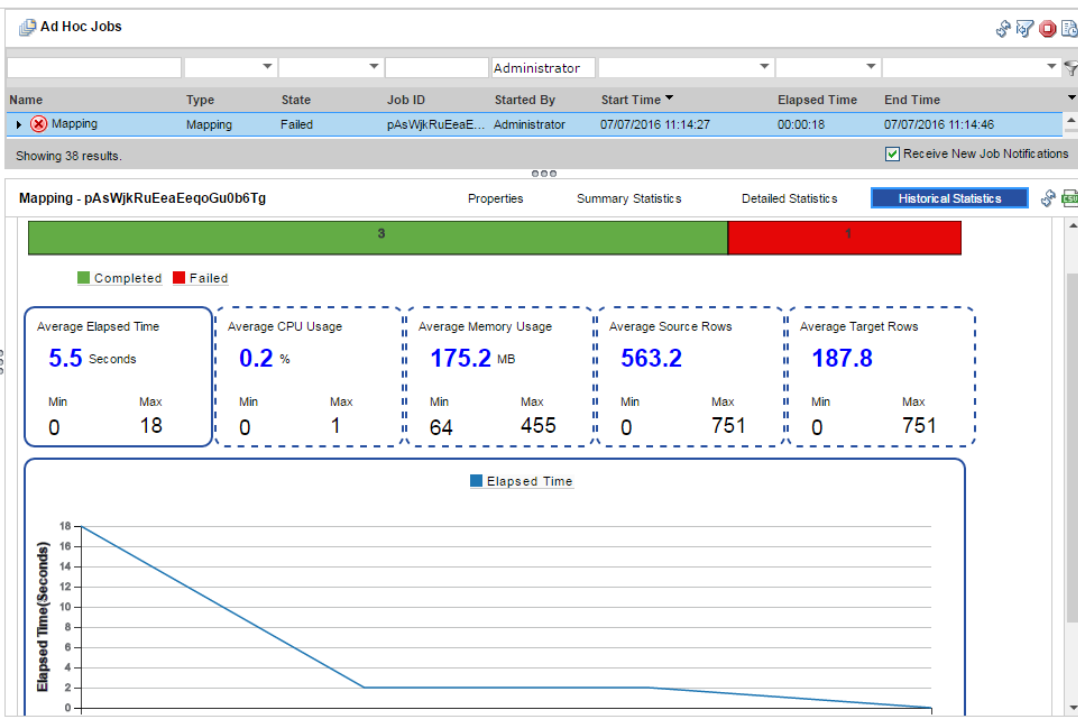 Ad Hoc Jobs
Administrator
Name Type State Job ID Started By Start Time Elapsed Time End Time
Mapping Mapping Failed pAsWjkRuEeaE... Administrator 07/07/2016 11:14:27 00:00:18 07/07/2016 11:14:46
Showing 38 results. Receive New Job Notifications
Mapping - pAsWjkRuEeaEeqoGu0b6Tg Properties Summary Statistics Detailed Statistics Historical Statistics
3 1
Completed Failed
Average Elapsed Time Average CPU Usage Average Memory Usage Average Source Rows Average Target Rows
5.5 Seconds 0.2 % 175.2 MB 563.2 187.8
Min Max Min Max Min Max Min Max Min Max
0 18 0 1 64 455 0 751 0 751
Elapsed Time
Elapsed Time(Seconds)
18
16
14
12
10
8
6
4
2
0